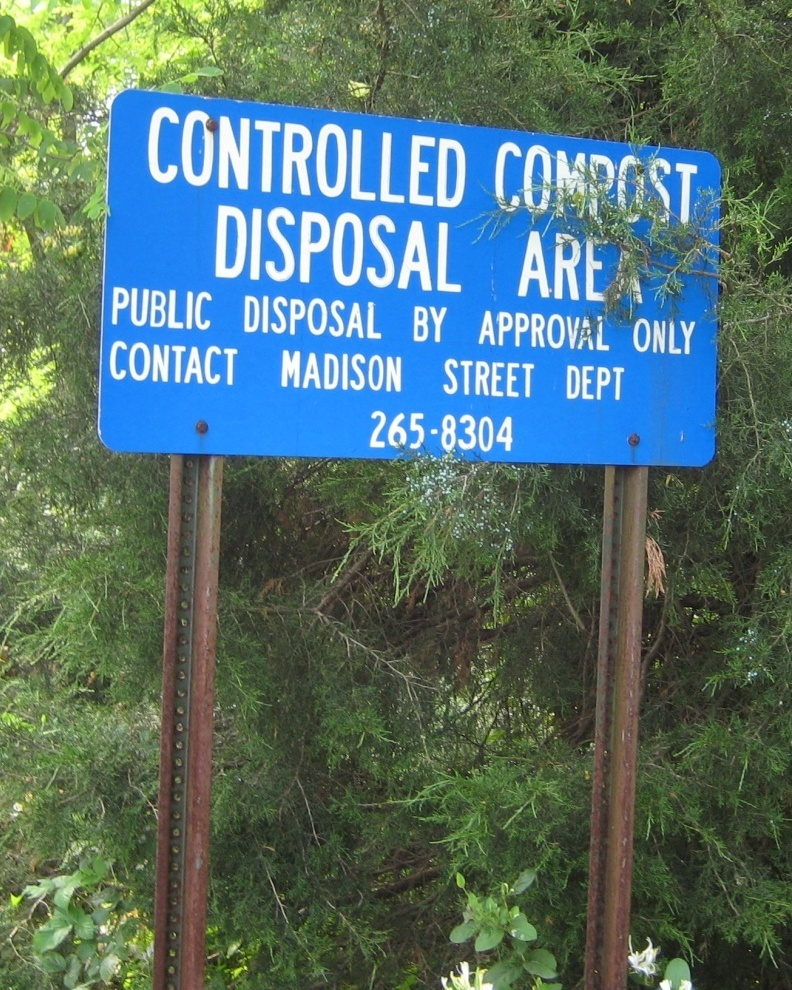 CONTROLLED COMPOST
DISPOSAL AREA
PUBLIC DISPOSAL BY APPROVAL ONLY
CONTACT MADISON STREET DEPT
265-8304